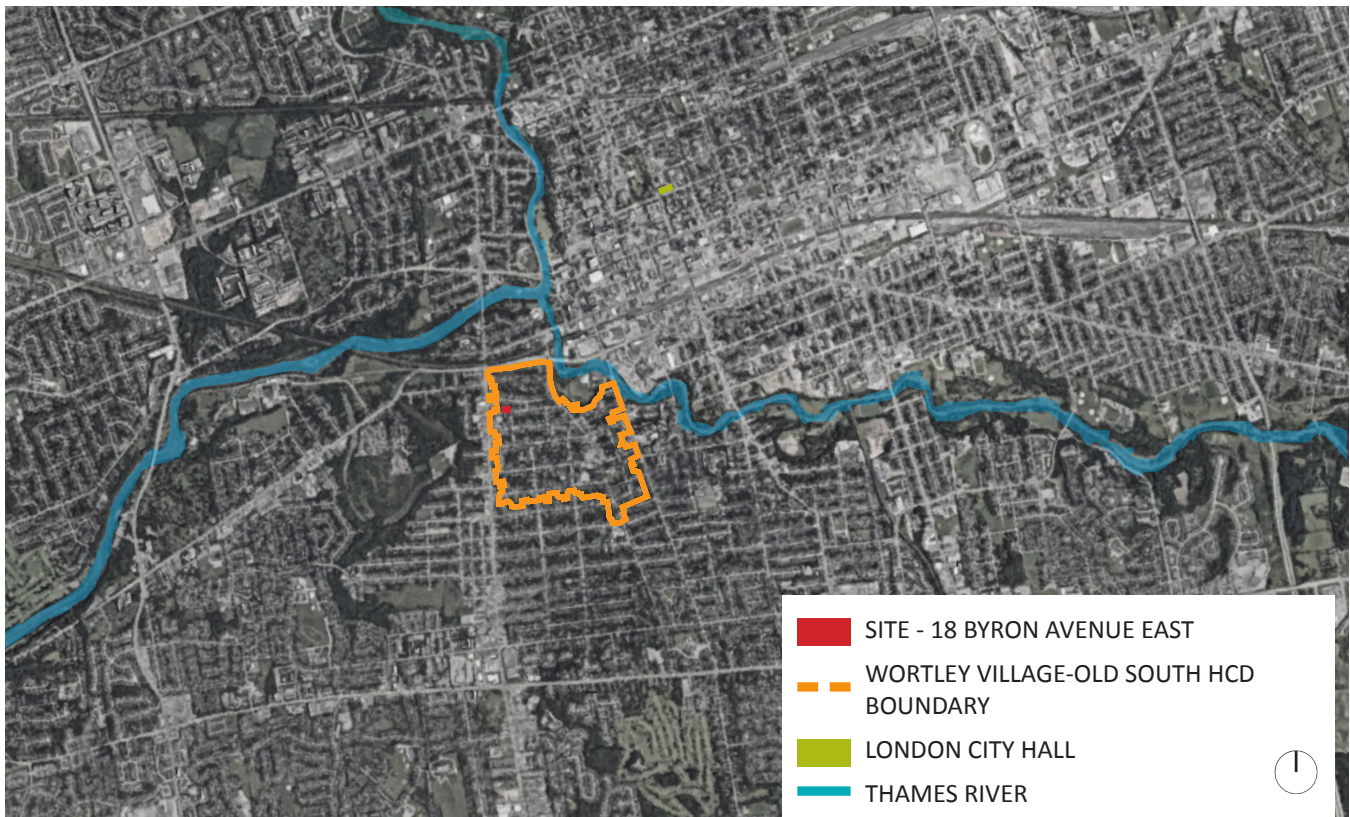 SITE - 18 BYRON AVENUE EAST
WORTLEY VILLAGE-OLD SOUTH HCD
BOUNDARY
LONDON CITY HALL
THAMES RIVER